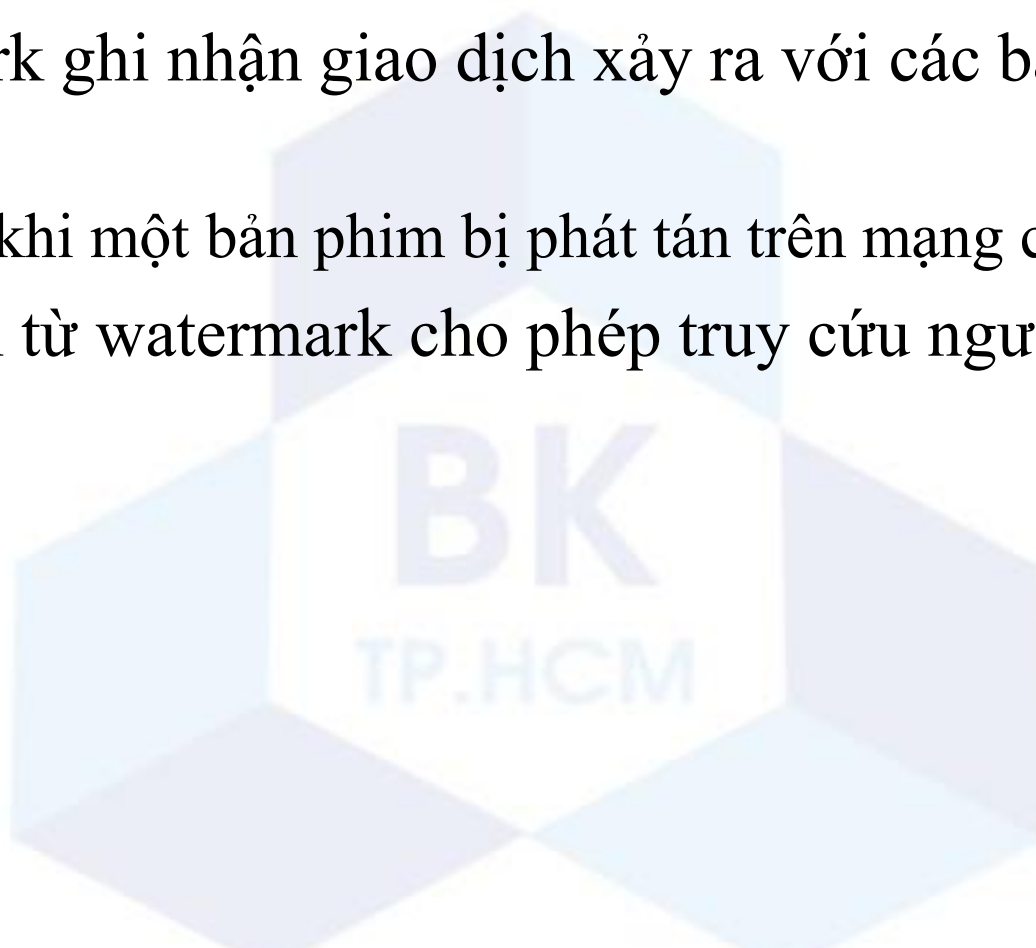 rk ghi nhận giao dịch xảy ra với các b
khi một bản phim bị phát tán trên mạng
từ watermark cho phép truy cứu ngư
BK
TP.HCM